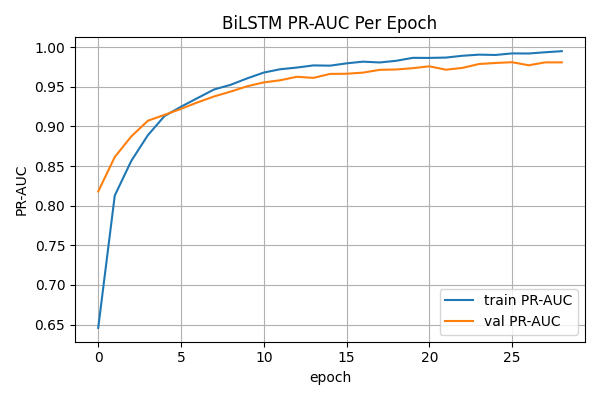 BiLSTM PR-AUC Per Epoch
PR-AUC
1.00
0.95
0.90
0.85
0.80
0.75
0.70
0.65
0 5 10 15 20 25
epoch
train PR-AUC
val PR-AUC